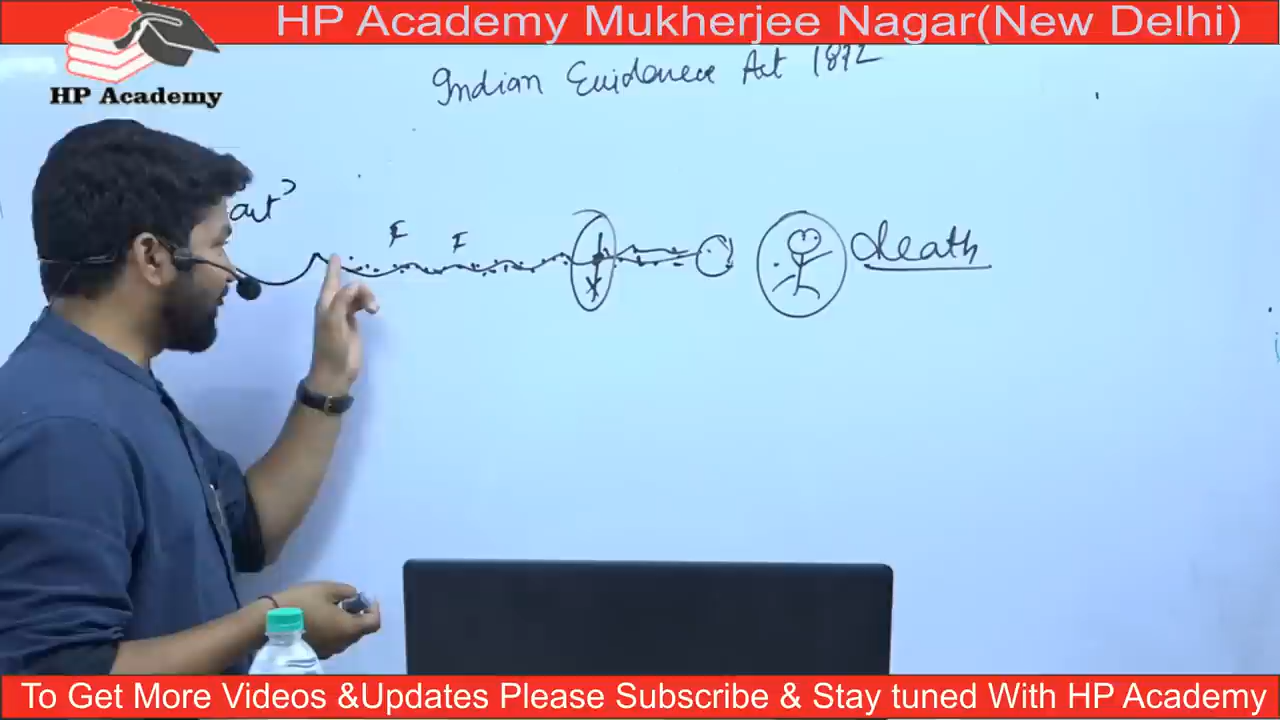 HP Academy Mukherjee Nagar(New Delhi)
HP Academy
Indian Evidence Act 1872
F F
X
death
To Get More Videos &Updates Please Subscribe & Stay tuned With HP Academy